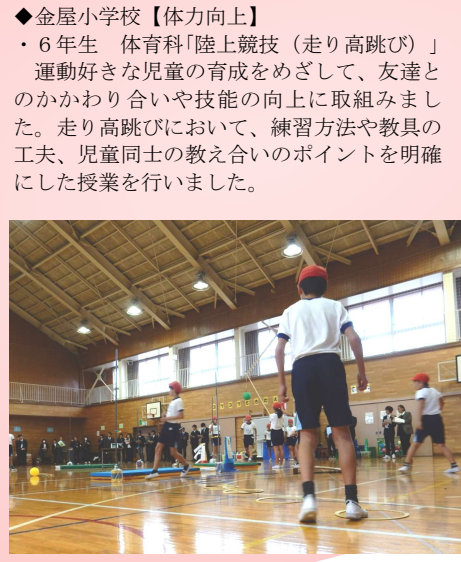 ◆金屋小学校【体力向上】
・６年生　体育科「陸上競技（走り高跳び）」
　運動好きな児童の育成をめざして、友達と
のかかわり合いや技能の向上に取組みまし
た。走り高跳びにおいて、練習方法や教具の
工夫、児童同士の教え合いのポイントを明確
にした授業を行いました。